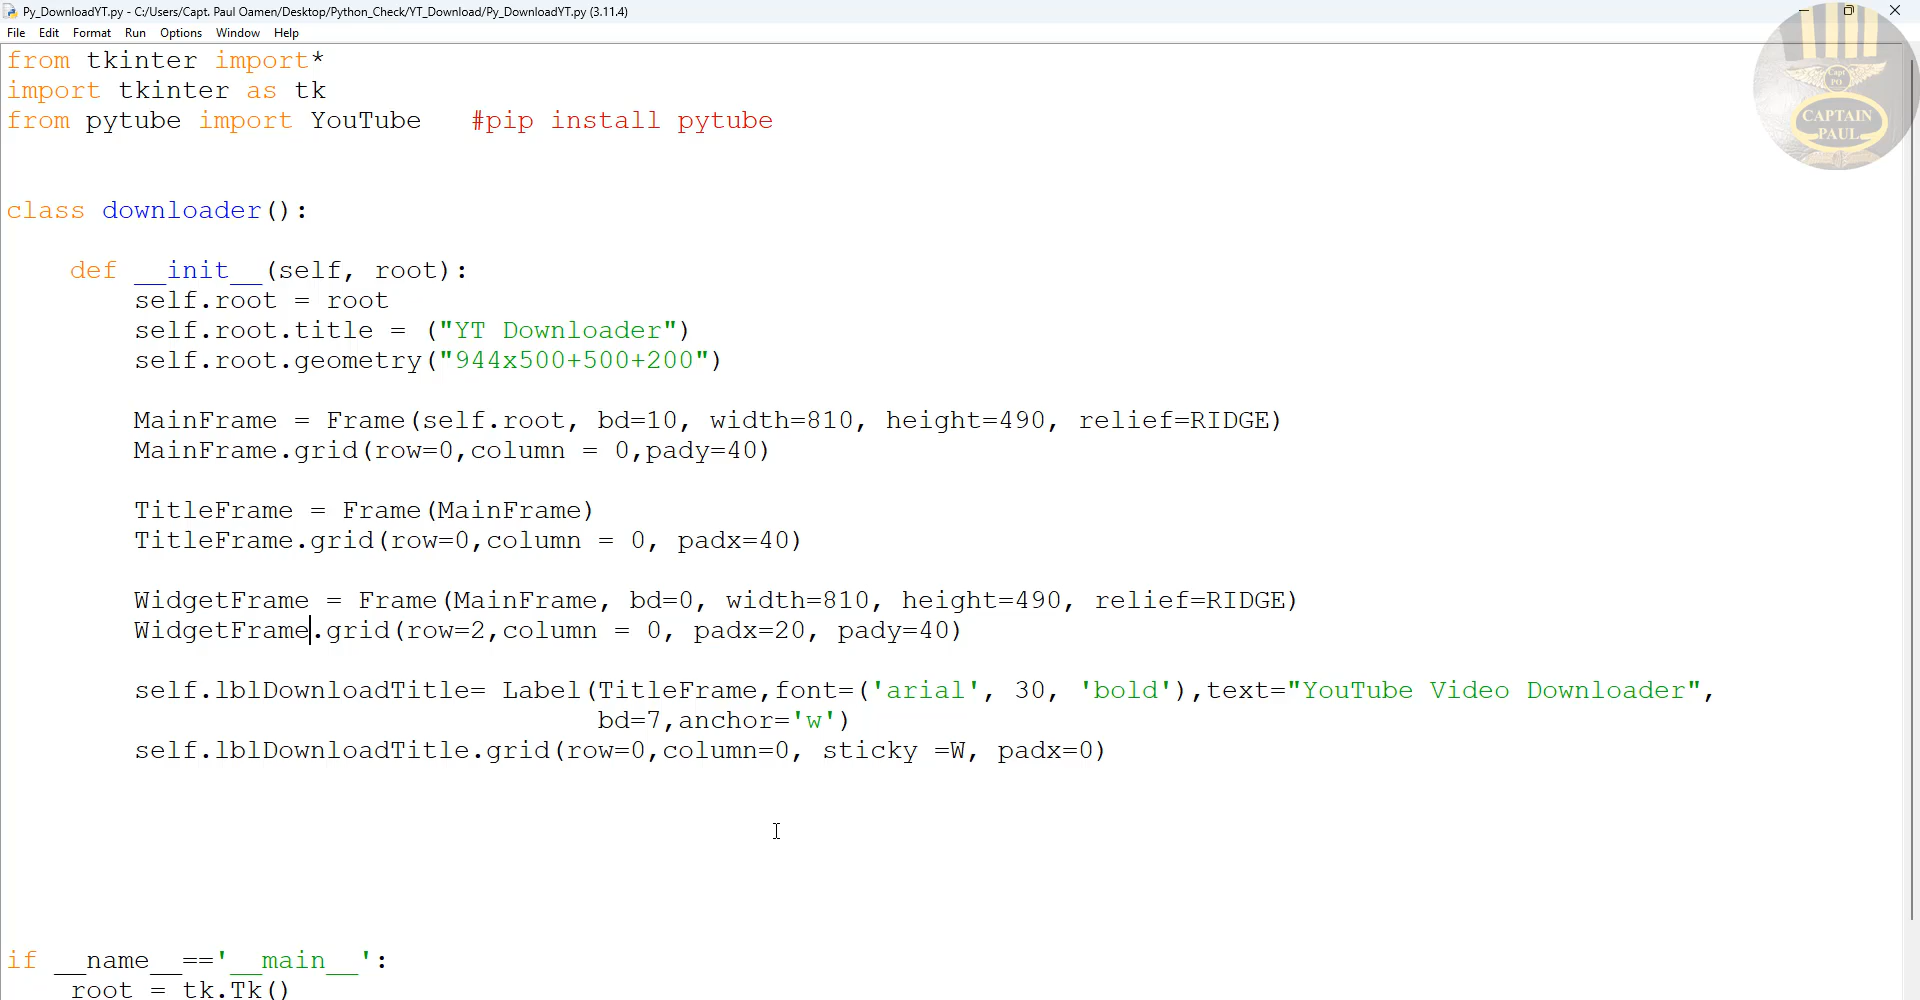 Py_DownloadYT.py - C:/Users/Capt. Paul Oamen/Desktop/Python_Check/YT_Download/Py_DownloadYT.py (3.11.4)
File Edit Format Run Options Window Help
from tkinter import*
import tkinter as tk
from pytube import YouTube   #pip install pytube
class downloader():
    def __init__(self, root):
        self.root = root
        self.root.title = ("YT Downloader")
        self.root.geometry("944x500+500+200")
        MainFrame = Frame(self.root, bd=10, width=810, height=490, relief=RIDGE)
        MainFrame.grid(row=0,column = 0,pady=40)
        TitleFrame = Frame(MainFrame)
        TitleFrame.grid(row=0,column = 0, padx=40)
        WidgetFrame = Frame(MainFrame, bd=0, width=810, height=490, relief=RIDGE)
        WidgetFrame.grid(row=2,column = 0, padx=20, pady=40)
        self.lblDownloadTitle= Label(TitleFrame,font=('arial', 30, 'bold'),text="YouTube Video Downloader",
                                     bd=7,anchor='w')
        self.lblDownloadTitle.grid(row=0,column=0, sticky =W, padx=0)
if __name__=='__main__':
    root = tk.Tk()
Capt
PO
CAPTAIN
PAUL